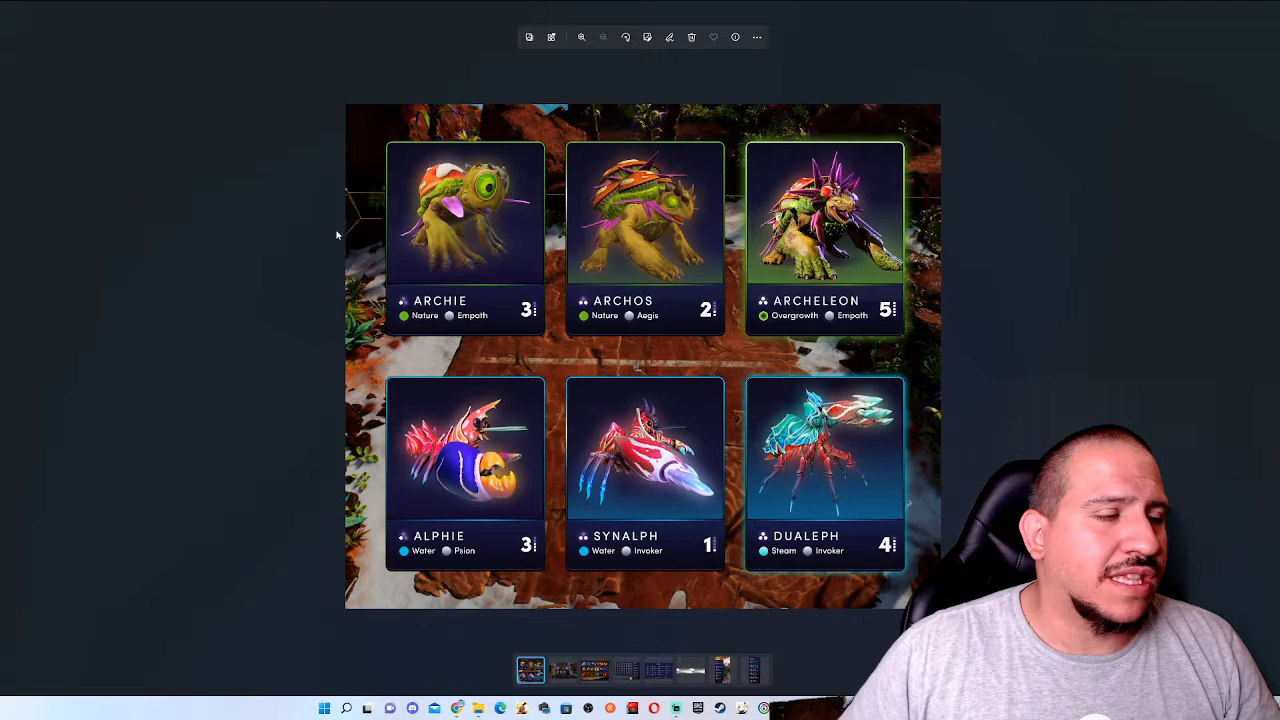 ARCHIE
Nature Empath 3
ARCHOS
Nature Aegis 2
ARCHELEON
Overgrowth Empath 5
ALPHIE
Water Psion 3
SYNALPH
Water Invoker 1
DUALEPH
Steam Invoker 4